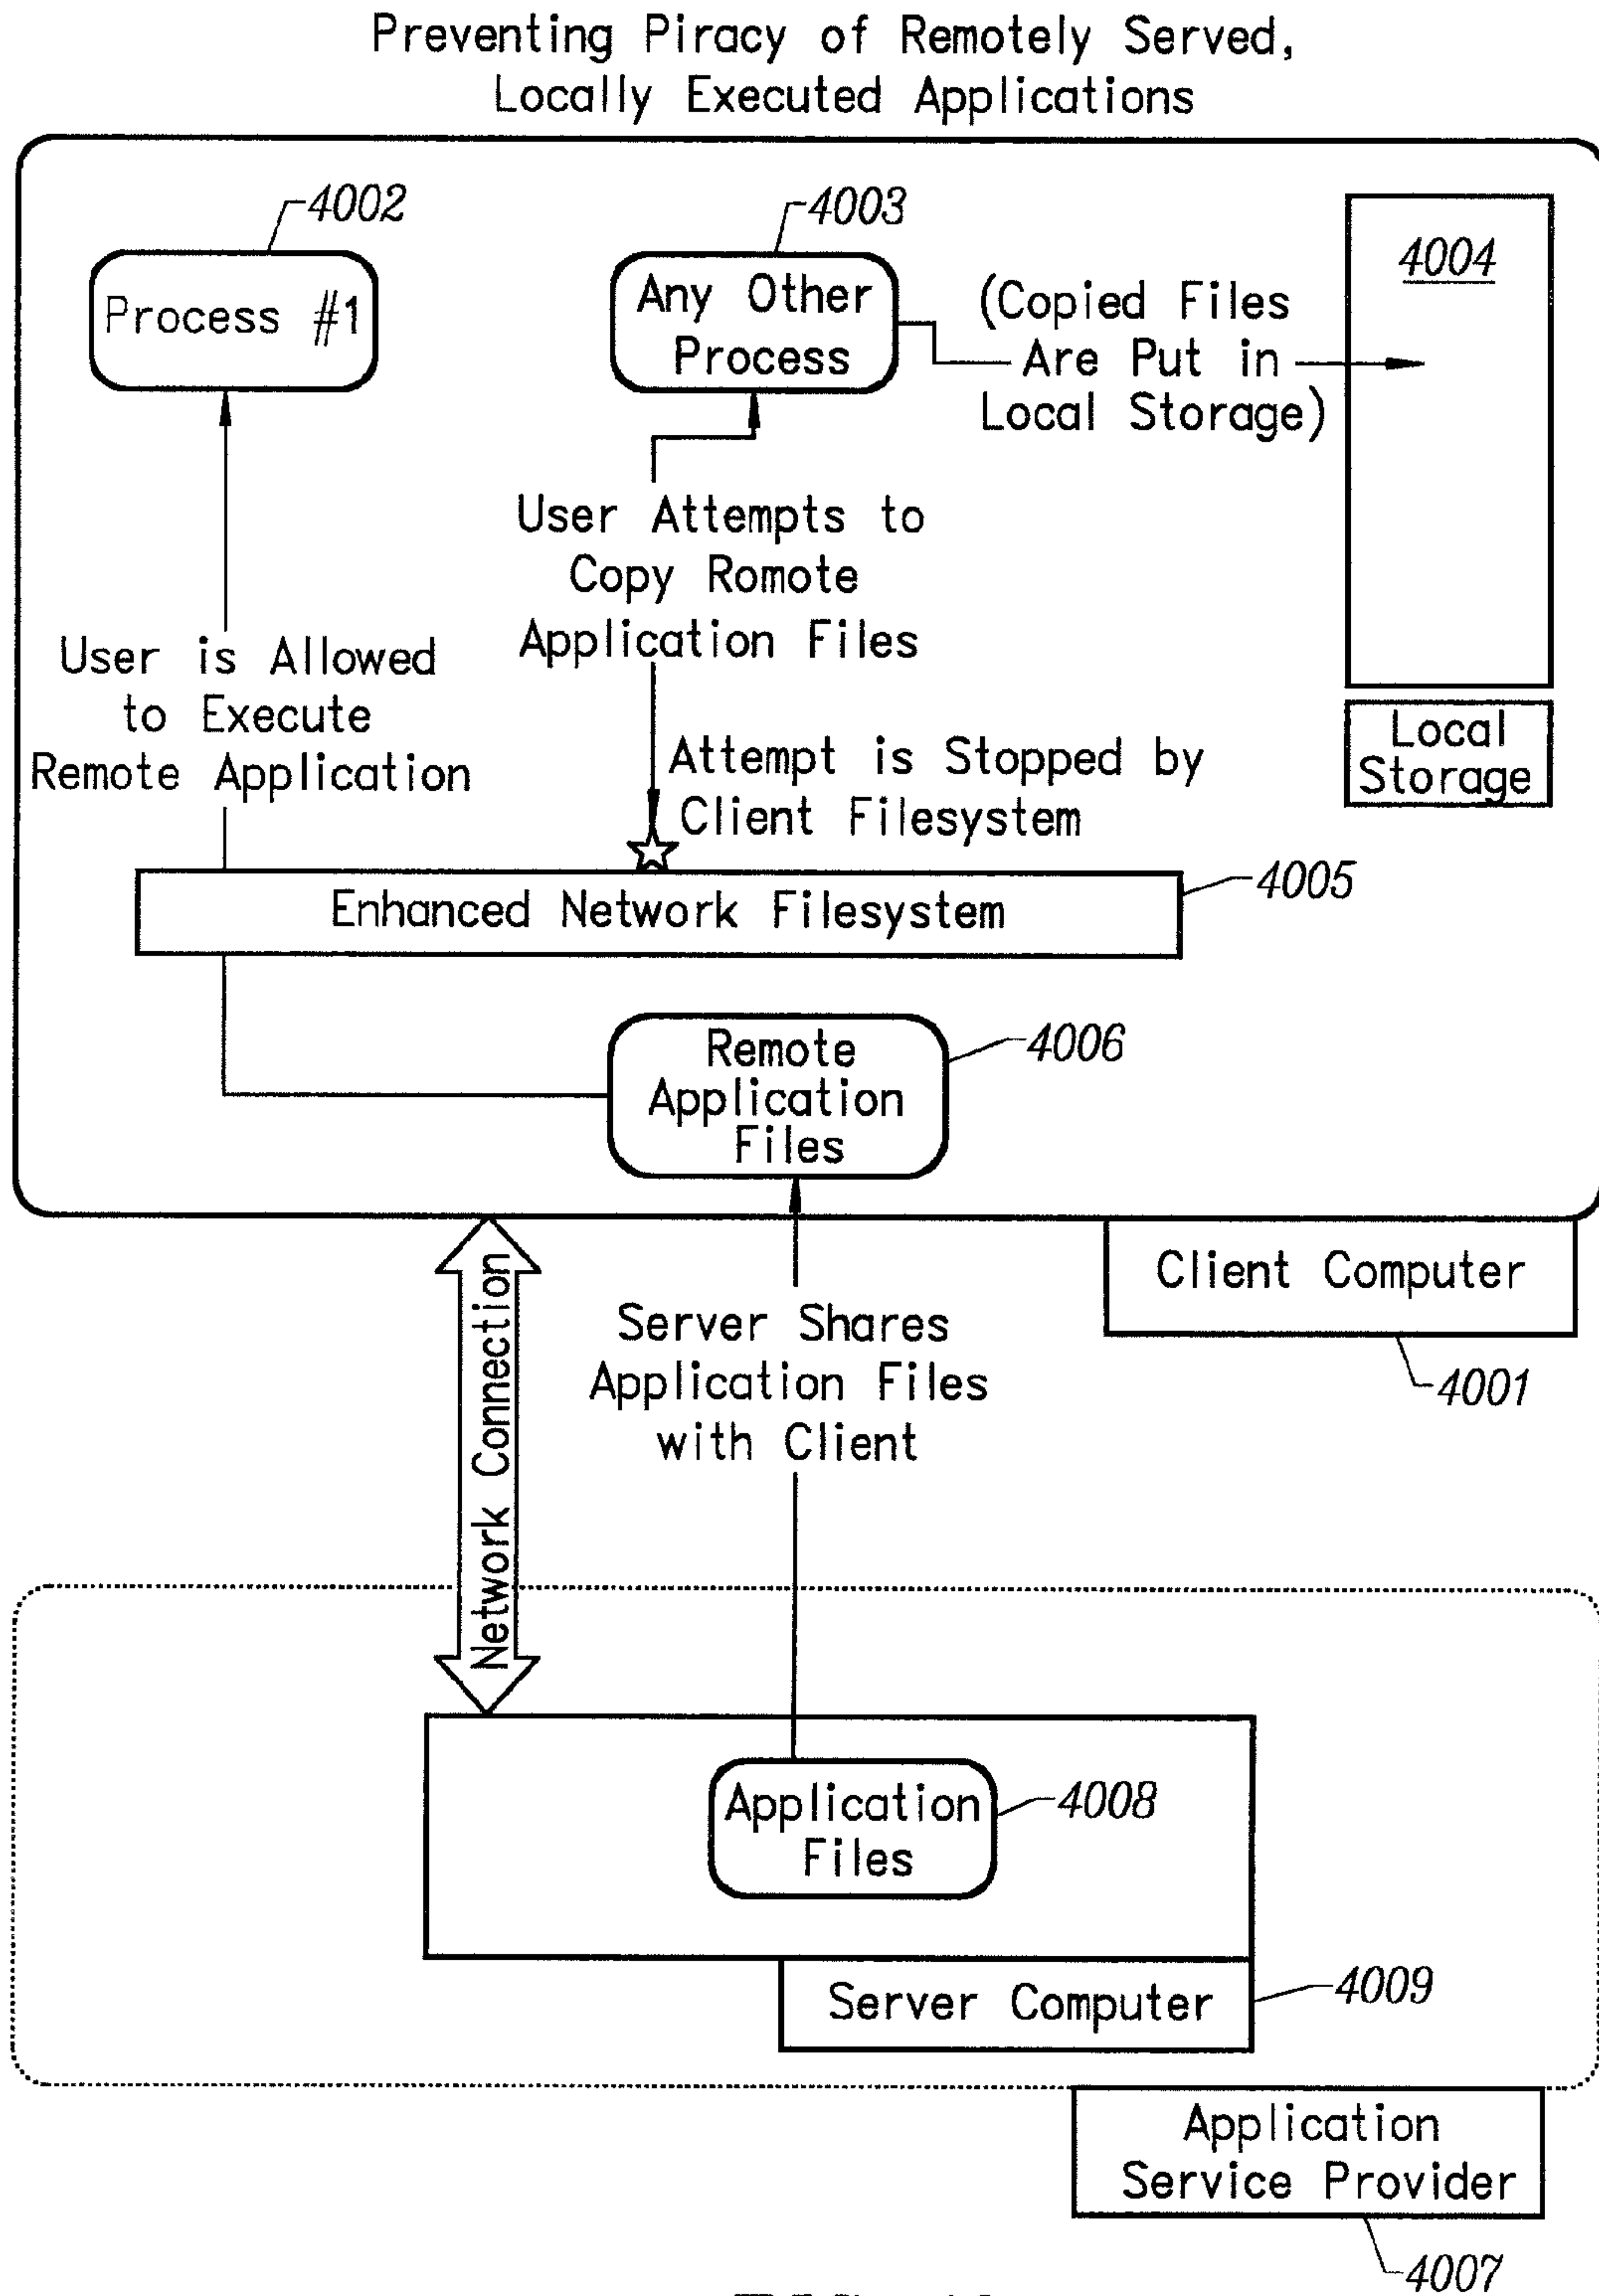 Preventing Piracy of Remotely Served,
Locally Executed Applications
4002
Process #1
4003
Any Other
Process
(Copied Files
Are Put in
Local Storage)
4004
Local
Storage
User Attempts to
Copy Romote
Application Files
User is Allowed
to Execute
Remote Application
Attempt is Stopped by
Client Filesystem
Enhanced Network Filesystem
4005
Remote
Application
Files
4006
Client Computer
4001
Network Connection
Server Shares
Application Files
with Client
Application
Files
4008
Server Computer
4009
Application
Service Provider
4007